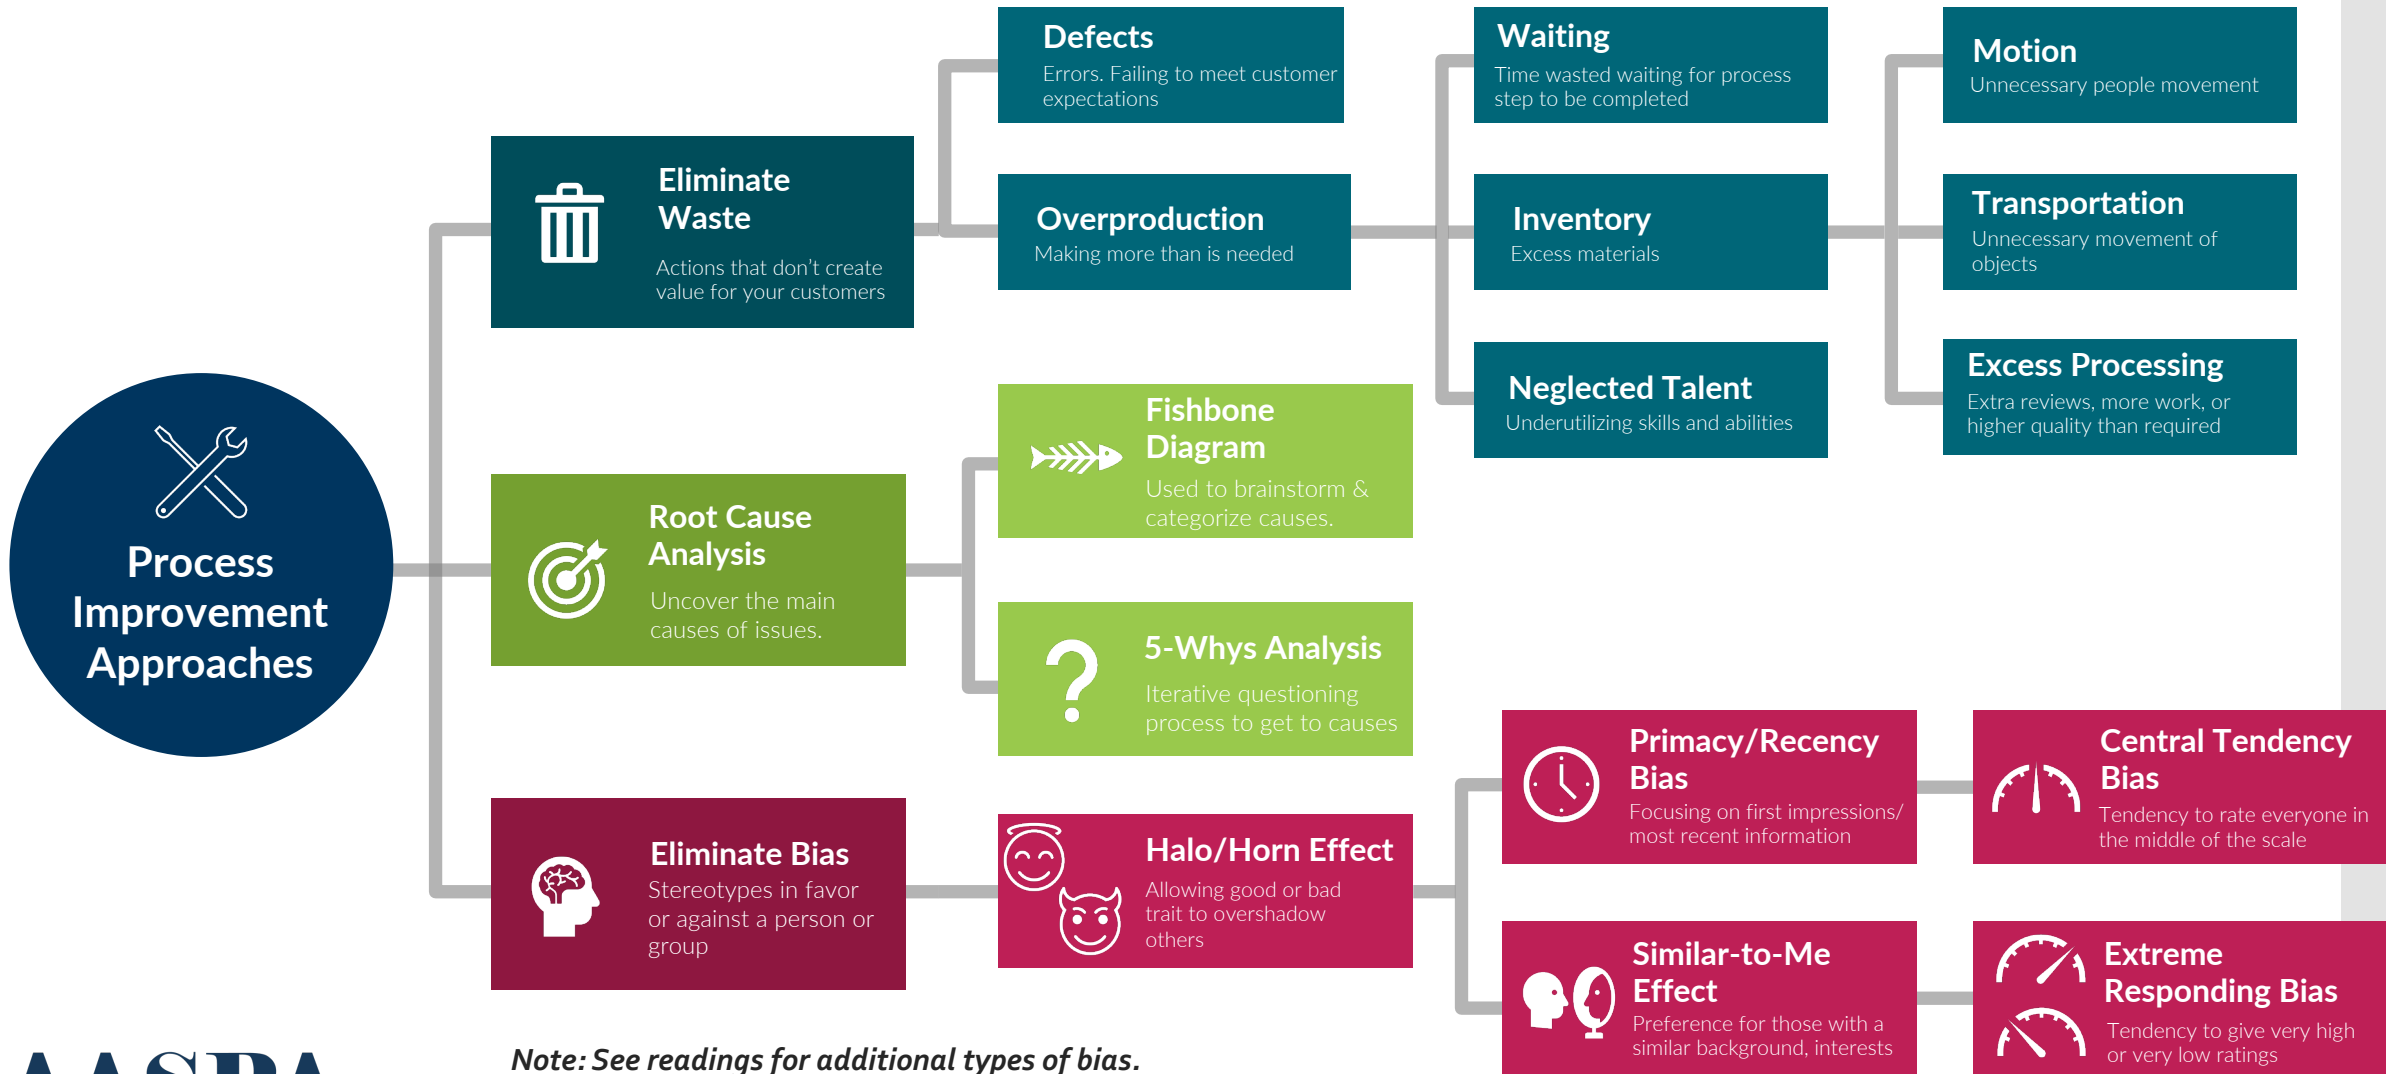 Process
Improvement
Approaches
Eliminate
Waste
Actions that don't create
value for your customers
Defects
Errors. Failing to meet customer
expectations
Overproduction
Making more than is needed
Waiting
Time wasted waiting for process
step to be completed
Inventory
Excess materials
Neglected Talent
Underutilizing skills and abilities
Motion
Unnecessary people movement
Transportation
Unnecessary movement of
objects
Excess Processing
Extra reviews, more work, or
higher quality than required
Root Cause
Analysis
Uncover the main
causes of issues.
Fishbone
Diagram
Used to brainstorm &
categorize causes.
5-Whys Analysis
Iterative questioning
process to get to causes
Eliminate Bias
Stereotypes in favor
or against a person or
group
Halo/Horn Effect
Allowing good or bad
trait to overshadow
others
Primacy/Recency
Bias
Focusing on first impressions/
most recent information
Central Tendency
Bias
Tendency to rate everyone in
the middle of the scale
Similar-to-Me
Effect
Preference for those with a
similar background, interests
Extreme
Responding Bias
Tendency to give very high
or very low ratings
Note: See readings for additional types of bias.
AASPA